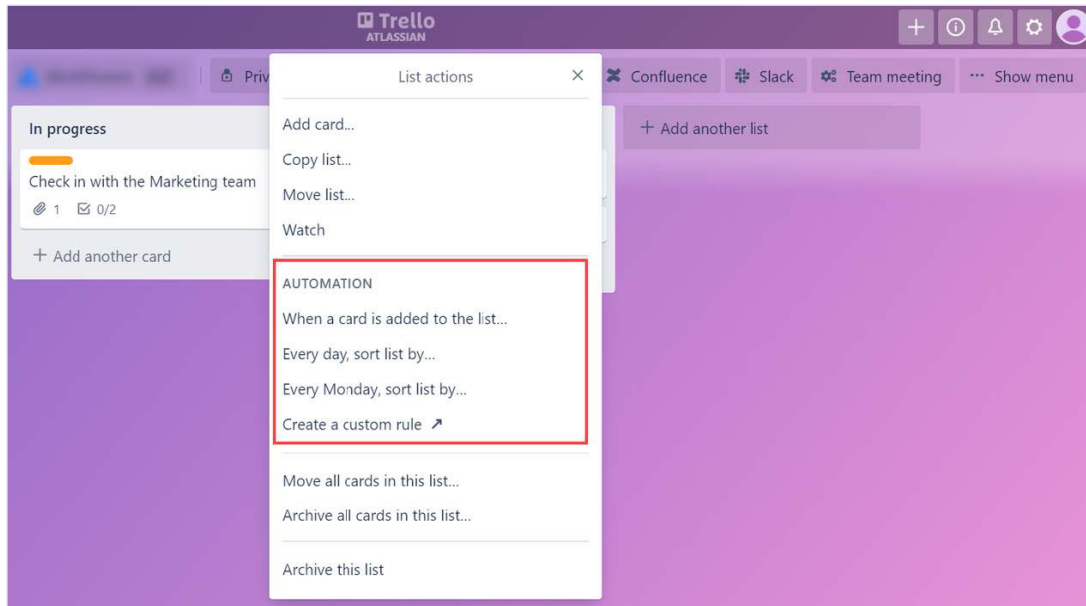 Trello
ATLASSIAN
Confluence
Slack
Team meeting
Show menu
In progress
Check in with the Marketing team
1 0/2
Add another card
List actions
Add card...
Copy list...
Move list...
Watch
AUTOMATION
When a card is added to the list...
Every day, sort list by...
Every Monday, sort list by...
Create a custom rule
Move all cards in this list...
Archive all cards in this list...
Archive this list
Add another list